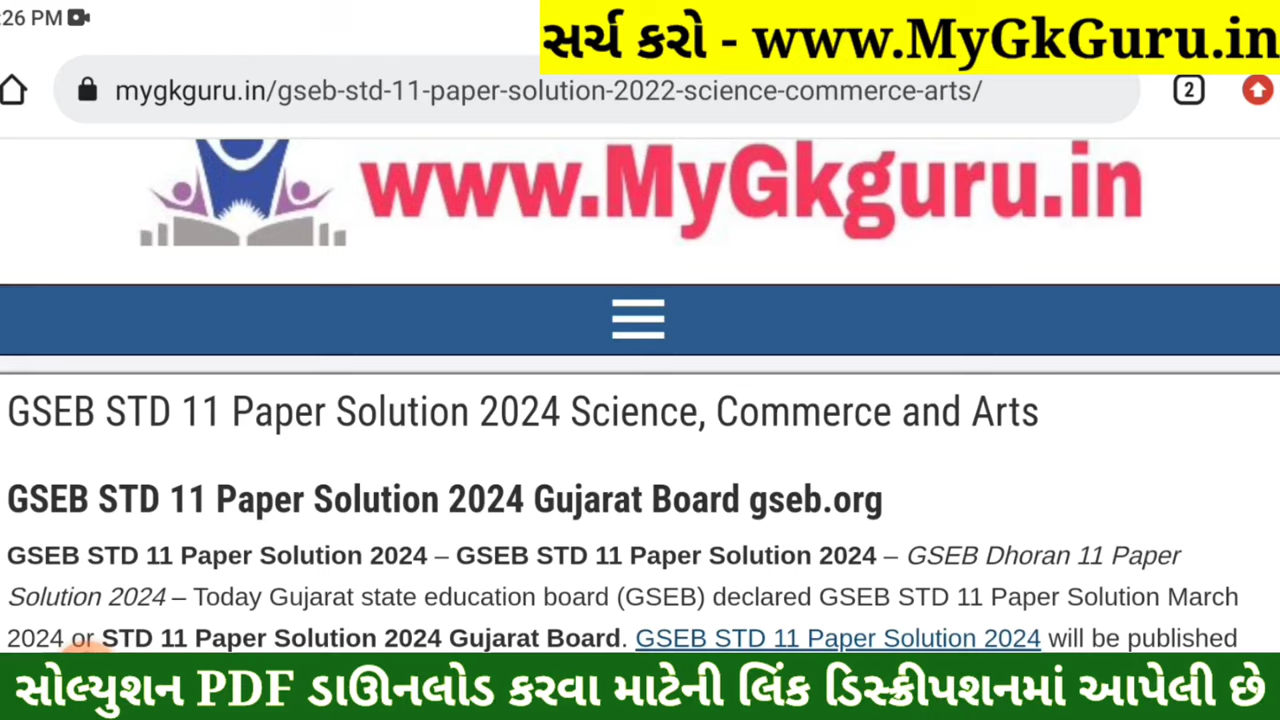 :26 PM
સર્ચ કરો - www.MyGkGuru.in
mygkguru.in/gseb-std-11-paper-solution-2022-science-commerce-arts/
2
www.MyGkguru.in
GSEB STD 11 Paper Solution 2024 Science, Commerce and Arts
GSEB STD 11 Paper Solution 2024 Gujarat Board gseb.org
GSEB STD 11 Paper Solution 2024 – GSEB STD 11 Paper Solution 2024 – GSEB Dhoran 11 Paper
Solution 2024 – Today Gujarat state education board (GSEB) declared GSEB STD 11 Paper Solution March
2024 or STD 11 Paper Solution 2024 Gujarat Board. GSEB STD 11 Paper Solution 2024 will be published
સોલ્યુશન PDF ડાઊનલોડ કરવા માટેની લિંક ડિસ્ક્રીપશનમાં આપેલી છે